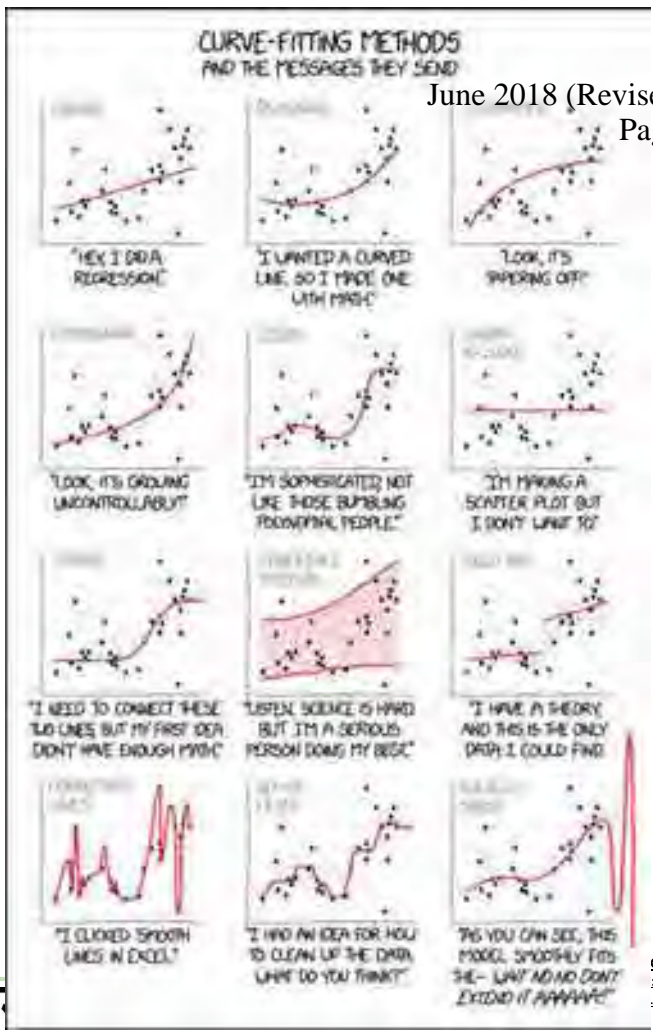 CURVE-FITTING METHODS
AND THE MESSAGES THEY SEND
June 2018 (Revise
Pa
"HEY, I DID A
REGRESSION."
"I WANTED A CURVED
LINE, SO I MADE ONE
WITH MATH."
"LOOK, IT'S
TAPERING OFF!"
"LOOK, IT'S GROWING
UNCONTROLLABLY!"
"I'M SOPHISTICATED, NOT
LIKE THOSE BUMBLING
POLYNOMIAL PEOPLE."
"I'M MAKING A
SCATTER PLOT BUT
I DON'T WANT TO"
"I NEED TO CONNECT THESE
TWO LINES, BUT MY FIRST IDEA
DIDN'T HAVE ENOUGH MATH."
"LISTEN, SCIENCE IS HARD
BUT I'M A SERIOUS
PERSON DOING MY BEST."
"I HAVE A THEORY,
AND THIS IS THE ONLY
DATA I COULD FIND
"I CLICKED SMOOTH
LINES IN EXCEL."
"I HAD AN IDEA FOR HOW
TO CLEAN UP THE DATA.
WHAT DO YOU THINK?"
"AS YOU CAN SEE, THIS
MODEL SMOOTHLY FITS
THE- WAIT NO NO DON'T
EXTEND IT AAAAAA!!"